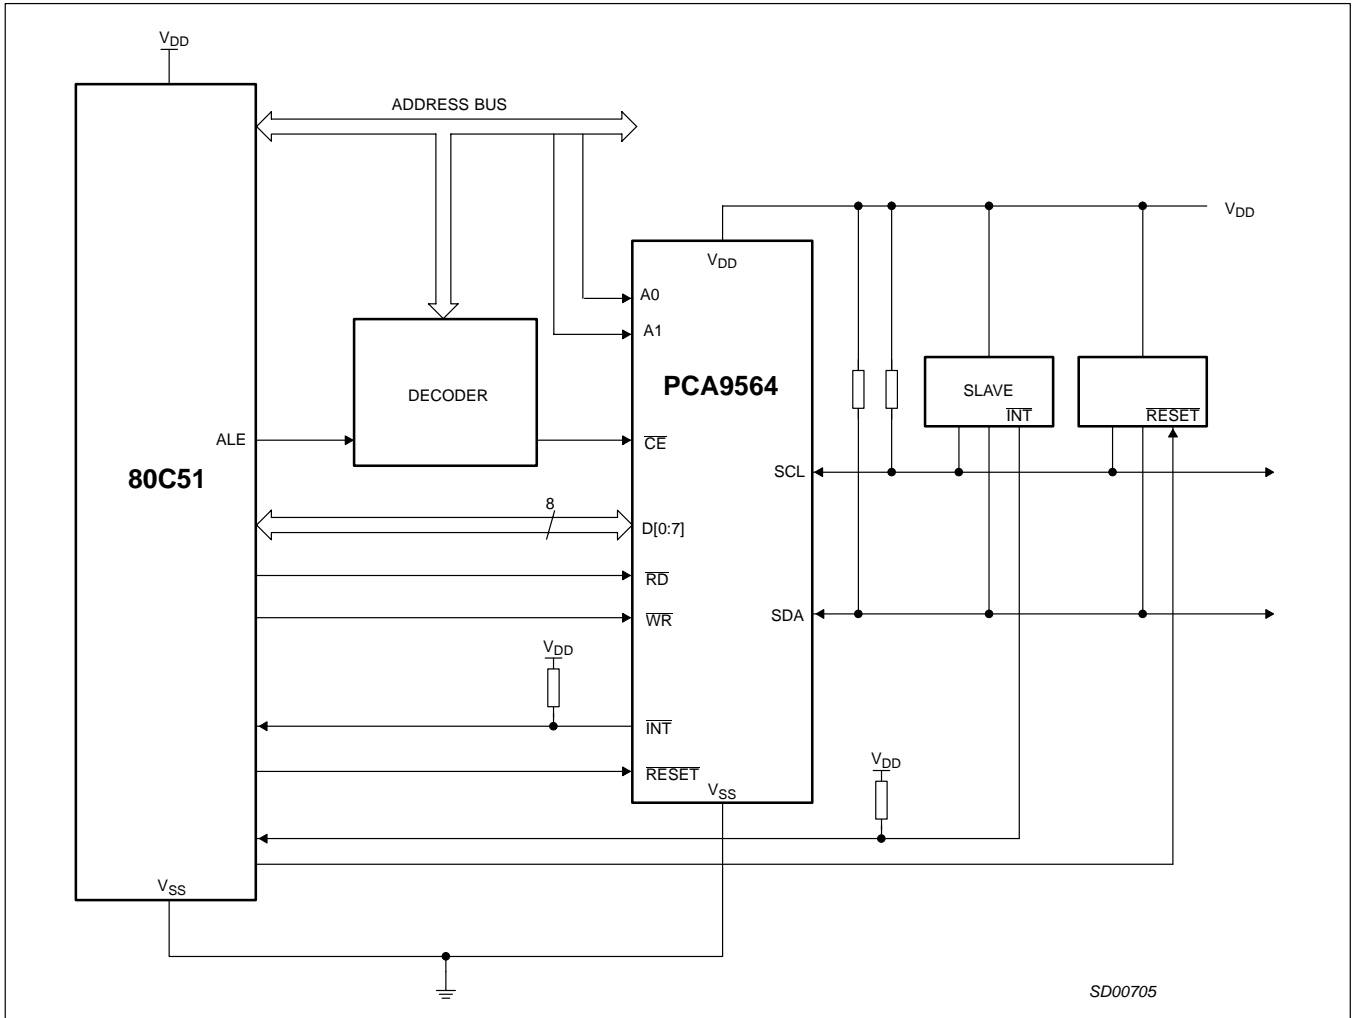 VDD
ADDRESS BUS
VDD
VDD
A0
A1
PCA9564
DECODER
SLAVE
INT
RESET
ALE
CE
80C51
SCL
8
D[0:7]
RD
WR
SDA
VDD
INT
VDD
RESET
VSS
VSS
SD00705